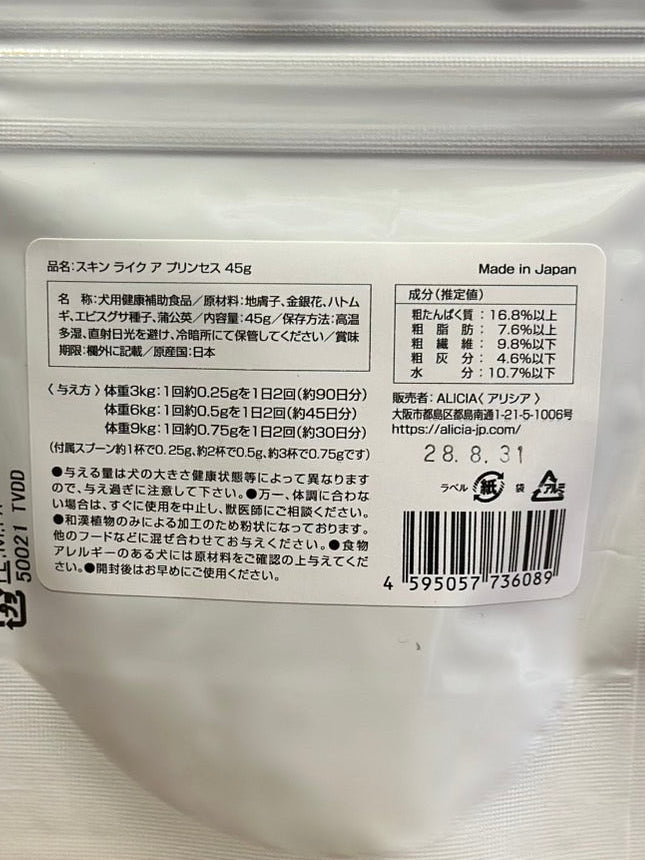 品名:スキン ライク ア プリンセス 45g
Made in Japan
名　称:犬用健康補助食品／原材料:地膚子、金銀花、ハトム
ギ、エビスグサ種子、蒲公英／内容量:45g／保存方法:高温
多湿、直射日光を避け、冷暗所にて保管してください／賞味
期限:欄外に記載／原産国:日本
〈与え方〉体重3kg:1回約0.25gを1日2回(約90日分)
体重6kg:1回約0.5gを1日2回(約45日分)
体重9kg:1回約0.75gを1日2回(約30日分)
(付属スプーン約1杯で0.25g、約2杯で0.5g、約3杯で0.75gです)
●与える量は犬の大きさ健康状態等によって異なります
ので、与え過ぎに注意して下さい。●万一、体調に合わな
い場合は、すぐに使用を中止し、獣医師にご相談ください。
●和漢植物のみによる加工のため粉状になっております。
他のフードなどに混ぜ合わせてお与えください。●食物
アレルギーのある犬には原材料をご確認の上与えてくだ
さい。●開封後はお早めにご使用ください。
成分(推定値)
粗たんぱく質:16.8%以上
粗脂肪:7.6%以上
粗繊維:9.8%以下
粗灰分:4.6%以下
水分:10.7%以下
販売者:ALICIA〈アリシア〉
大阪市都島区都島南通1-21-5-1006号
https://alicia-jp.com/
28.8.31
ラベル 紙 袋 アルミ
4 595057 736089
50021 TVDD